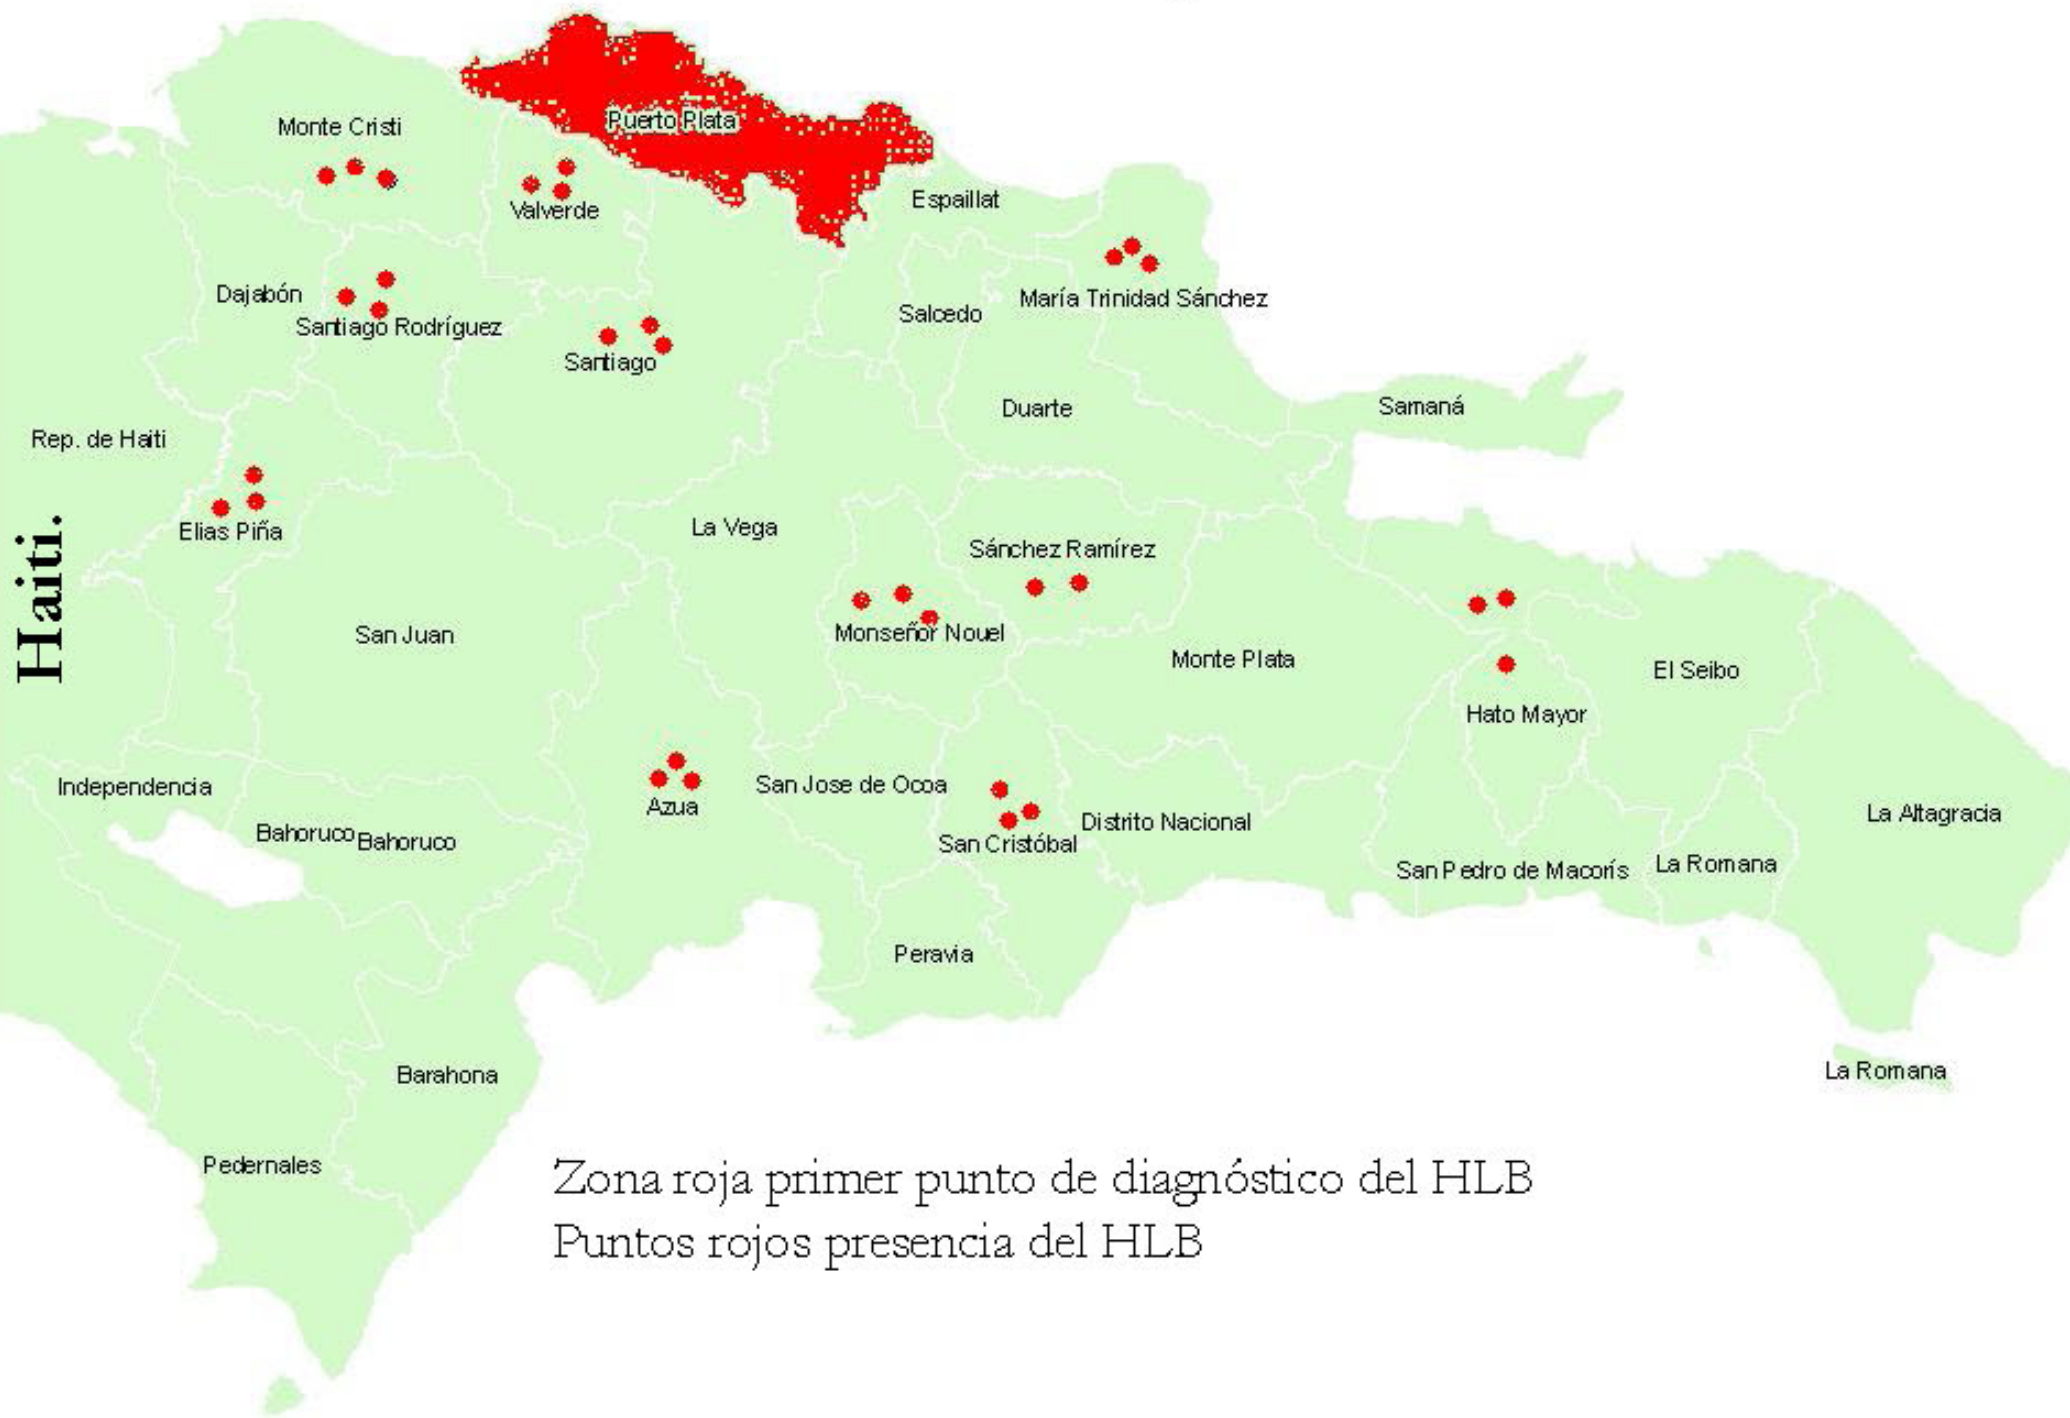 Puerto Plata
Monte Cristi
Valverde
Espaillat
Dajabón
Santiago Rodríguez
Santiago
Salcedo
María Trinidad Sánchez
Duarte
Samaná
Rep. de Haiti
Haiti.
Elias Piña
La Vega
Sánchez Ramírez
San Juan
Monseñor Nouel
Monte Plata
El Seibo
Hato Mayor
Independencia
Azua
San Jose de Ocoa
Bahoruco
Bahoruco
San Cristóbal
Distrito Nacional
La Altagracia
San Pedro de Macorís
La Romana
Peravia
Barahona
La Romana
Pedernales
Zona roja primer punto de diagnóstico del HLB
Puntos rojos presencia del HLB